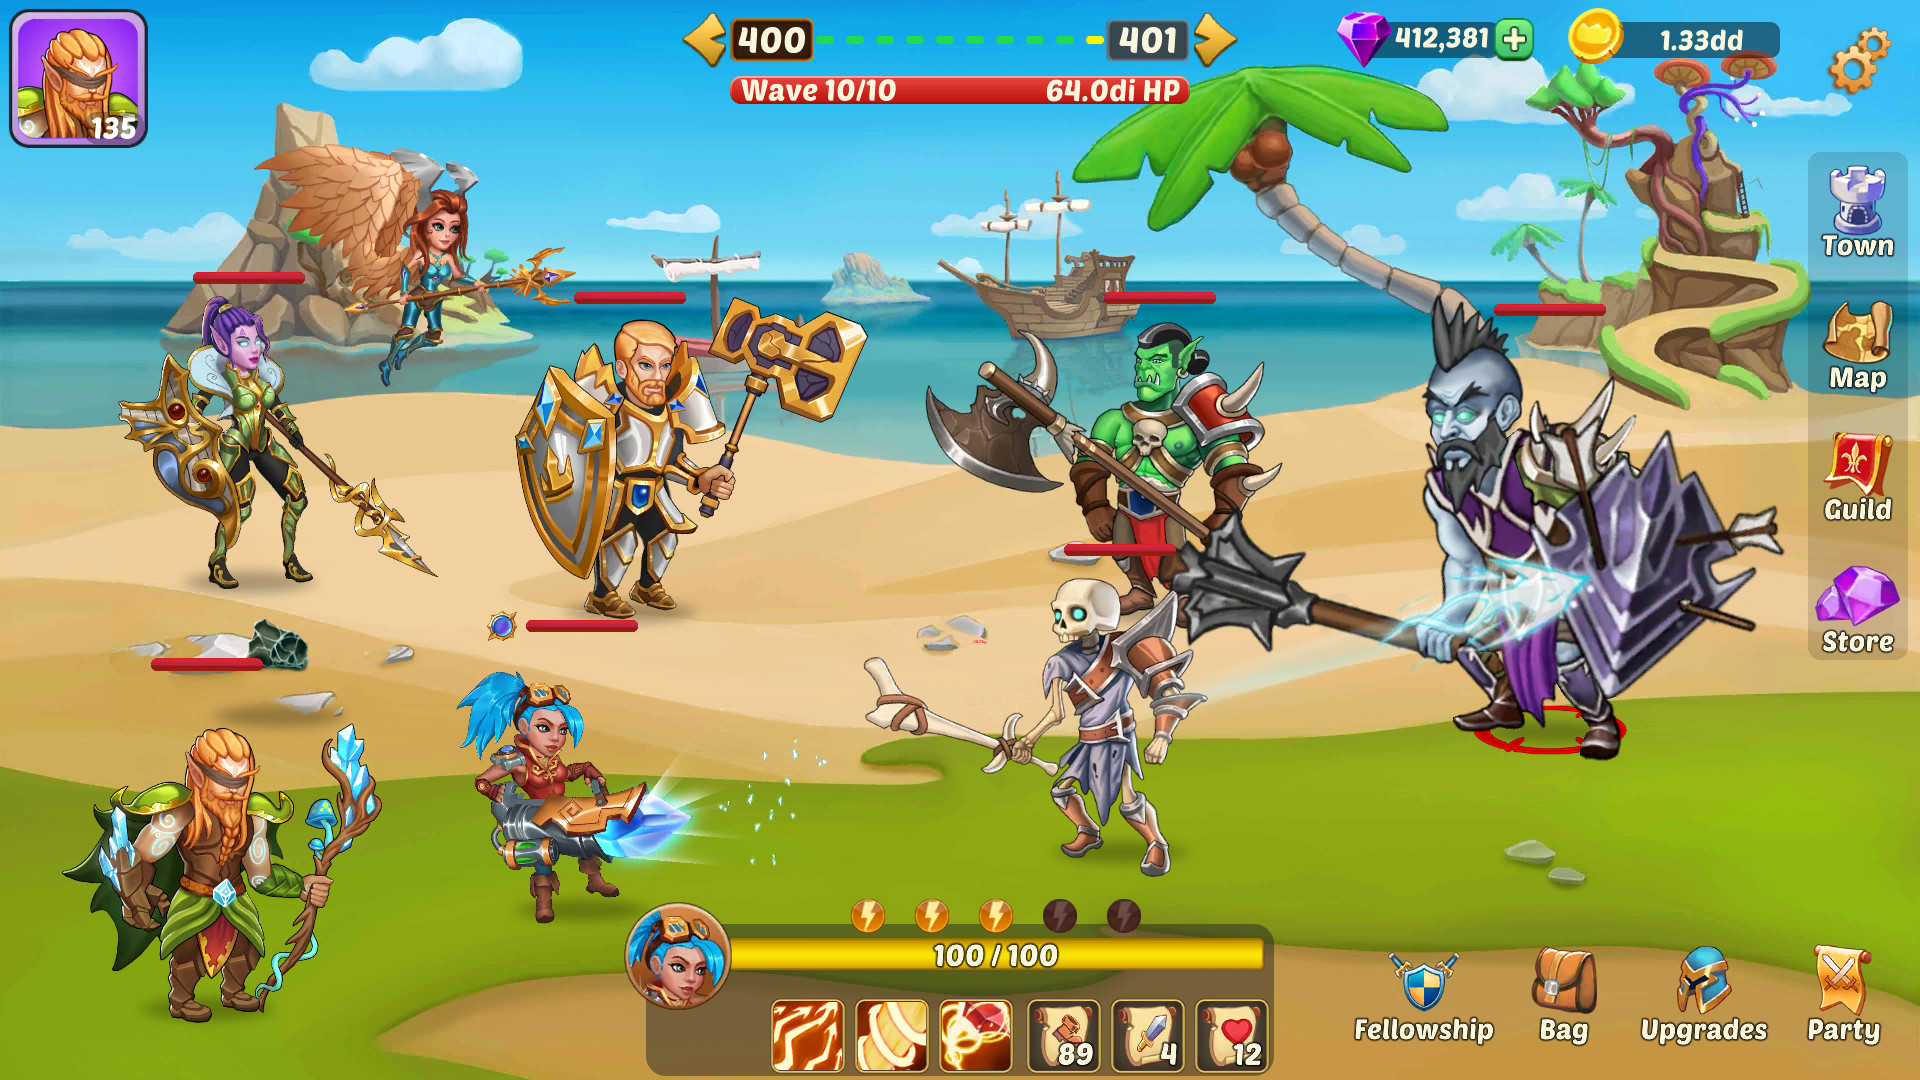 135
400
401
Wave 10/10
64.0di HP
412,381
1.33dd
Town
Map
Guild
Store
100 / 100
89
4
12
Fellowship
Bag
Upgrades
Party